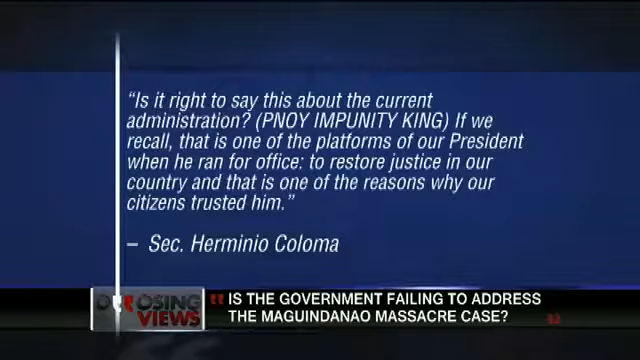 “Is it right to say this about the current
administration? (PNOY IMPUNITY KING) If we
recall, that is one of the platforms of our President
when he ran for office: to restore justice in our
country and that is one of the reasons why our
citizens trusted him.”
– Sec. Herminio Coloma
OSING
VIEWS
IS THE GOVERNMENT FAILING TO ADDRESS
THE MAGUINDANAO MASSACRE CASE?